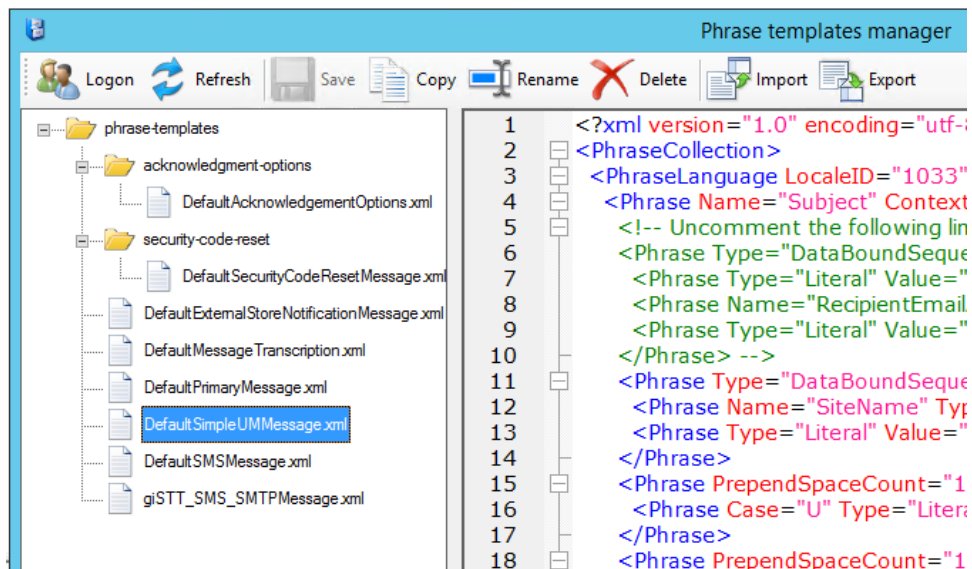 Phrase templates manager
Logon Refresh Save Copy Rename Delete Import Export
phrase-templates
acknowledgment-options
DefaultAcknowledgementOptions.xml
security-code-reset
DefaultSecurityCodeResetMessage.xml
DefaultExternalStoreNotificationMessage.xml
DefaultMessageTranscription.xml
DefaultPrimaryMessage.xml
DefaultSimpleUMMessage.xml
DefaultSMSMessage.xml
giSTT_SMS_SMTPMessage.xml
1 <?xml version="1.0" encoding="utf-8
2 <PhraseCollection>
3 <PhraseLanguage LocaleID="1033"
4 <Phrase Name="Subject" Context
5 <!-- Uncomment the following lin
6 <Phrase Type="DataBoundSeque
7 <Phrase Type="Literal" Value="
8 <Phrase Name="RecipientEmail
9 <Phrase Type="Literal" Value="
10 </Phrase> -->
11 <Phrase Type="DataBoundSeque
12 <Phrase Name="SiteName" Typ
13 <Phrase Type="Literal" Value="
14 </Phrase>
15 <Phrase PrependSpaceCount="1
16 <Phrase Case="U" Type="Litera
17 </Phrase>
18 <Phrase PrependSpaceCount="1